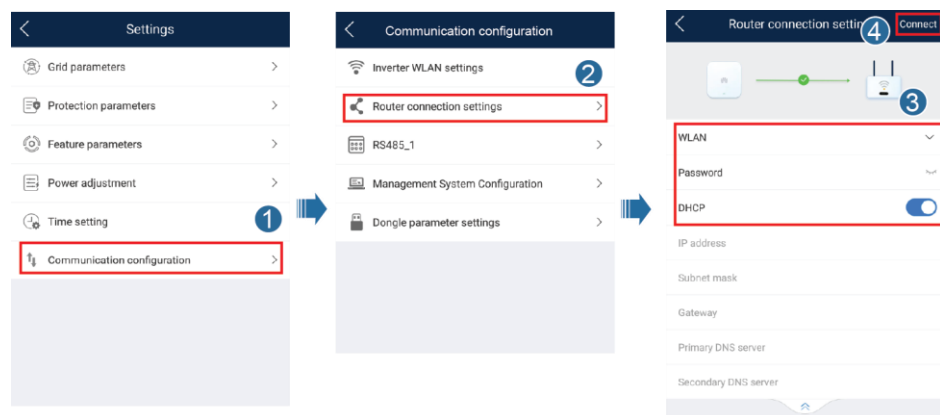 Settings
Grid parameters
Protection parameters
Feature parameters
Power adjustment
Time setting
1
Communication configuration
Communication configuration
Inverter WLAN settings
2
Router connection settings
RS485_1
Management System Configuration
Dongle parameter settings
Router connection settin
4
Connect
3
WLAN
Password
DHCP
IP address
Subnet mask
Gateway
Primary DNS server
Secondary DNS server